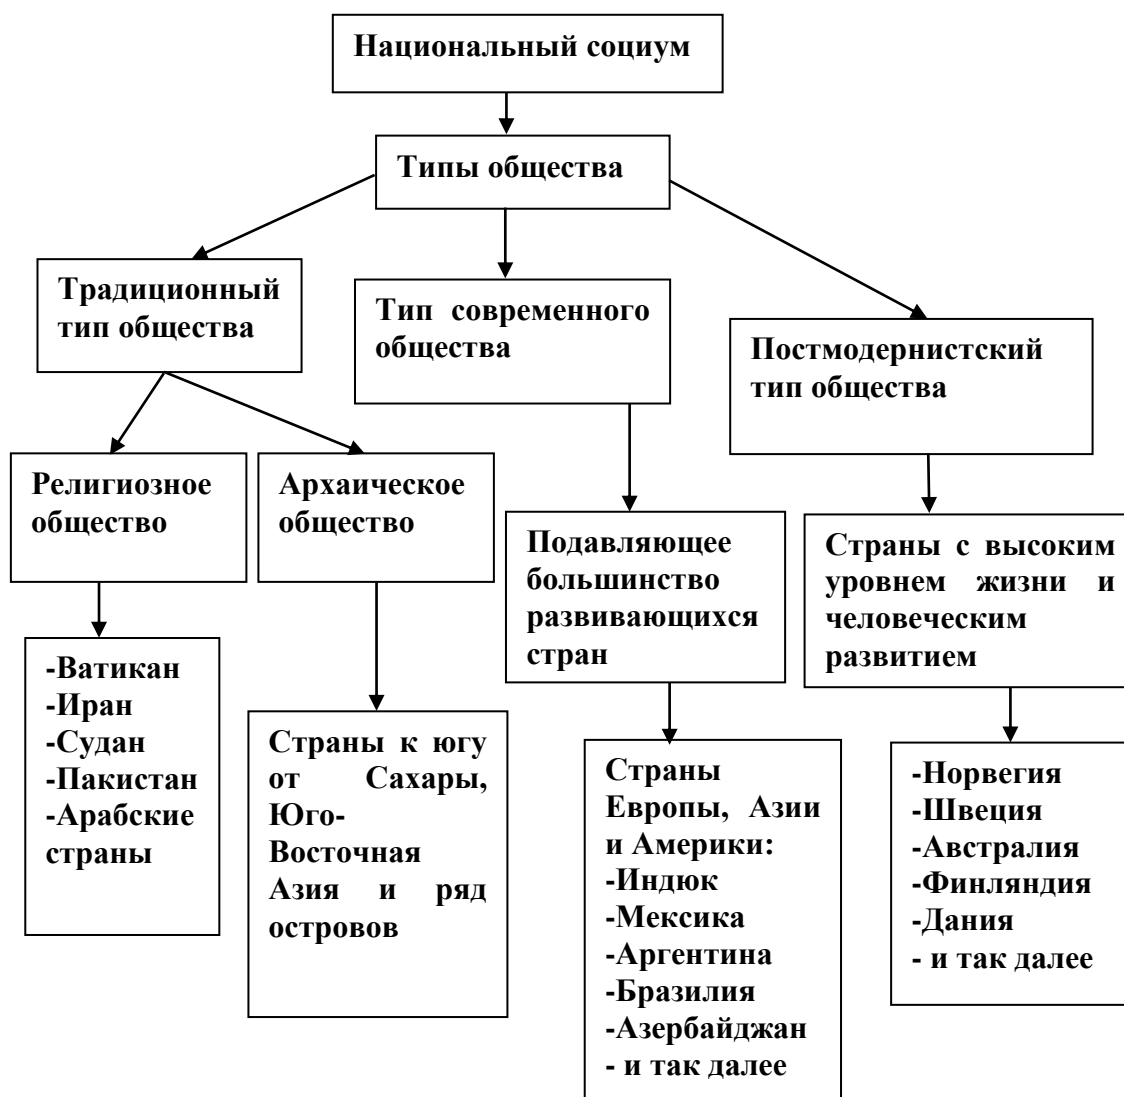 Национальный социум
Типы общества
Традиционный
тип общества
Тип современного
общества
Постмодернистский
тип общества
Религиозное
общество
Архаическое
общество
Подавляющее
большинство
развивающихся
стран
Страны с высоким
уровнем жизни и
человеческим
развитием
-Ватикан
-Иран
-Судан
-Пакистан
-Арабские
страны
Страны к югу
от Сахары,
Юго-
Восточная
Азия и ряд
островов
Страны
Европы, Азии
и Америки:
-Индюк
-Мексика
-Аргентина
-Бразилия
-Азербайджан
- и так далее
-Норвегия
-Швеция
-Австралия
-Финляндия
-Дания
- и так далее